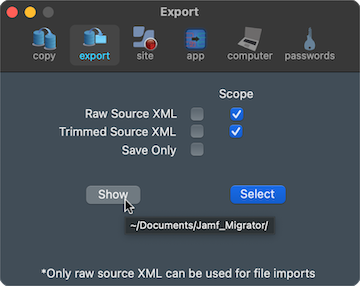 Export
copy export site app computer passwords
Scope
Raw Source XML
Trimmed Source XML
Save Only
Show Select
~/Documents/Jamf_Migrator/
*Only raw source XML can be used for file imports